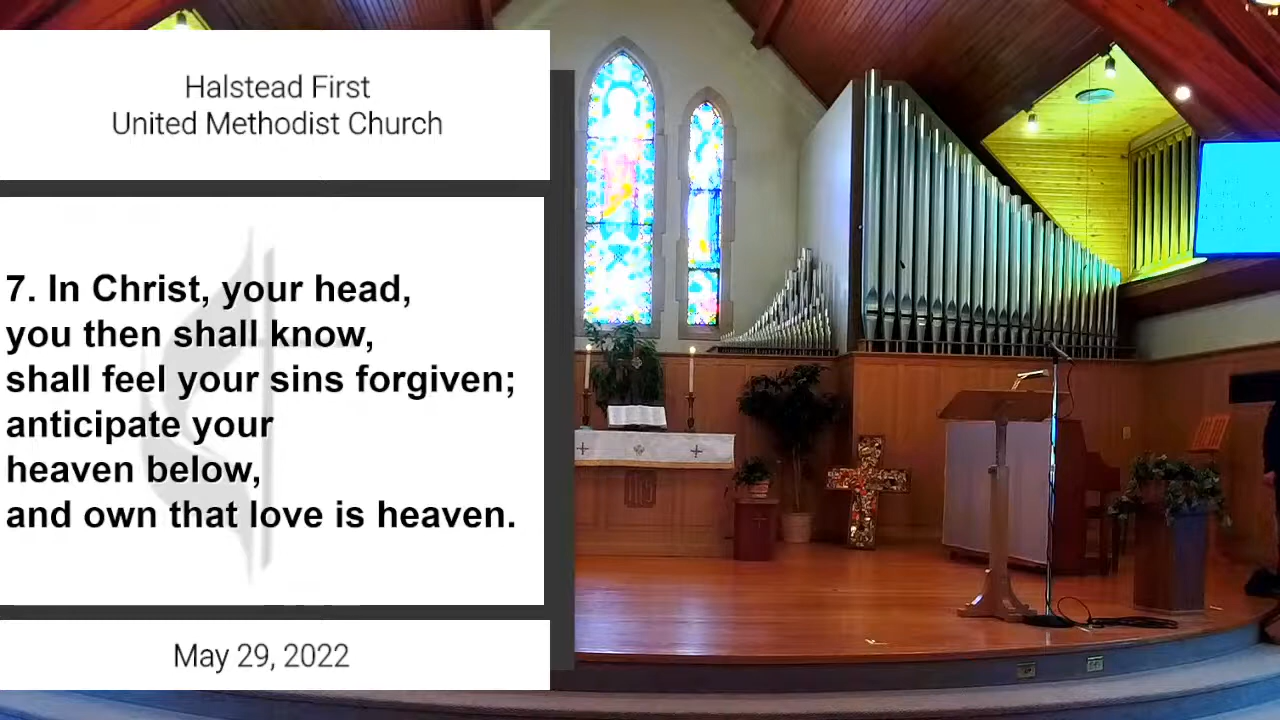 Halstead First
United Methodist Church
7. In Christ, your head,
you then shall know,
shall feel your sins forgiven;
anticipate your
heaven below,
and own that love is heaven.
May 29, 2022